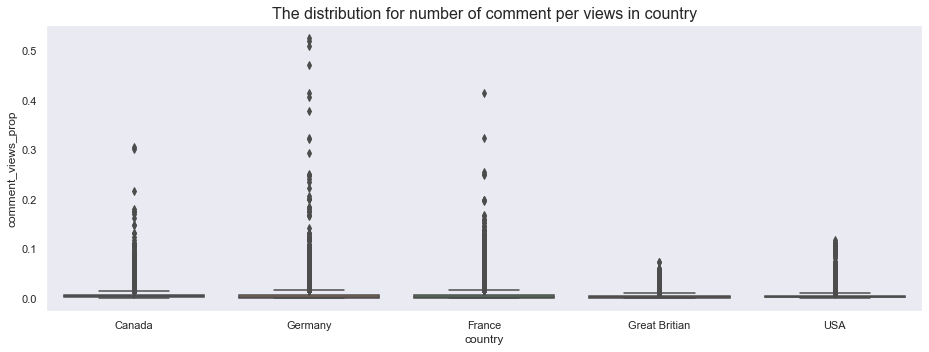 The distribution for number of comment per views in country
comment_views_prop
0.5
0.4
0.3
0.2
0.1
0.0
Canada
Germany
France
Great Britian
USA
country